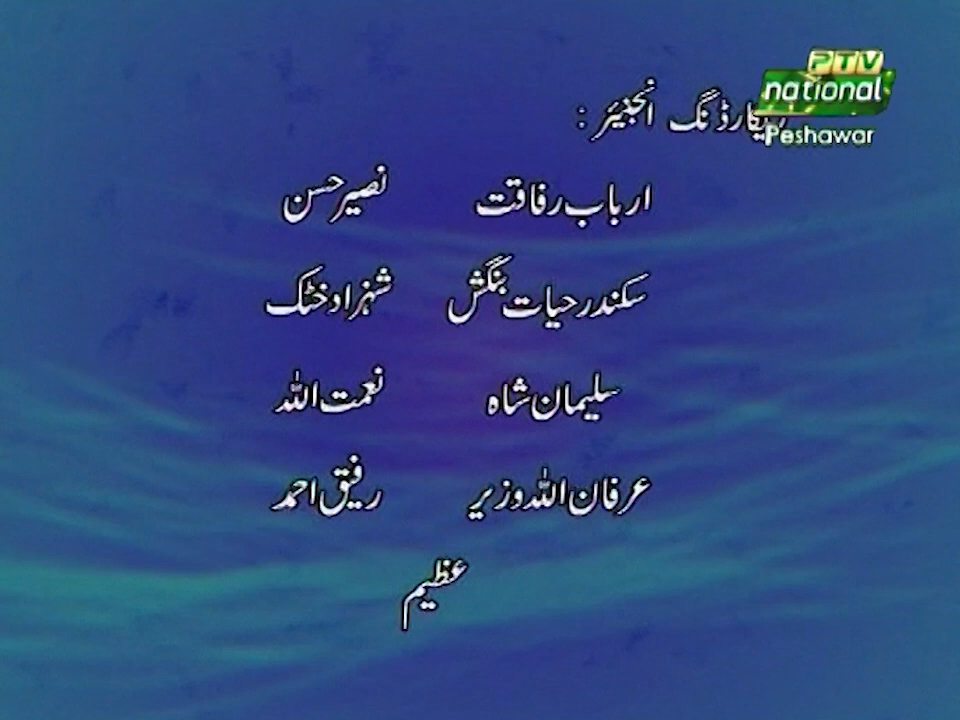 PTV
national
Peshawar
ریکارڈنگ انجنیئر :
ارباب رفاقت نصیر حسن
سکندر حیات بنگش شہزاد خٹک
سلیمان شاہ نعمت اللہ
عرفان اللہ وزیر رفیق احمد
عظیم